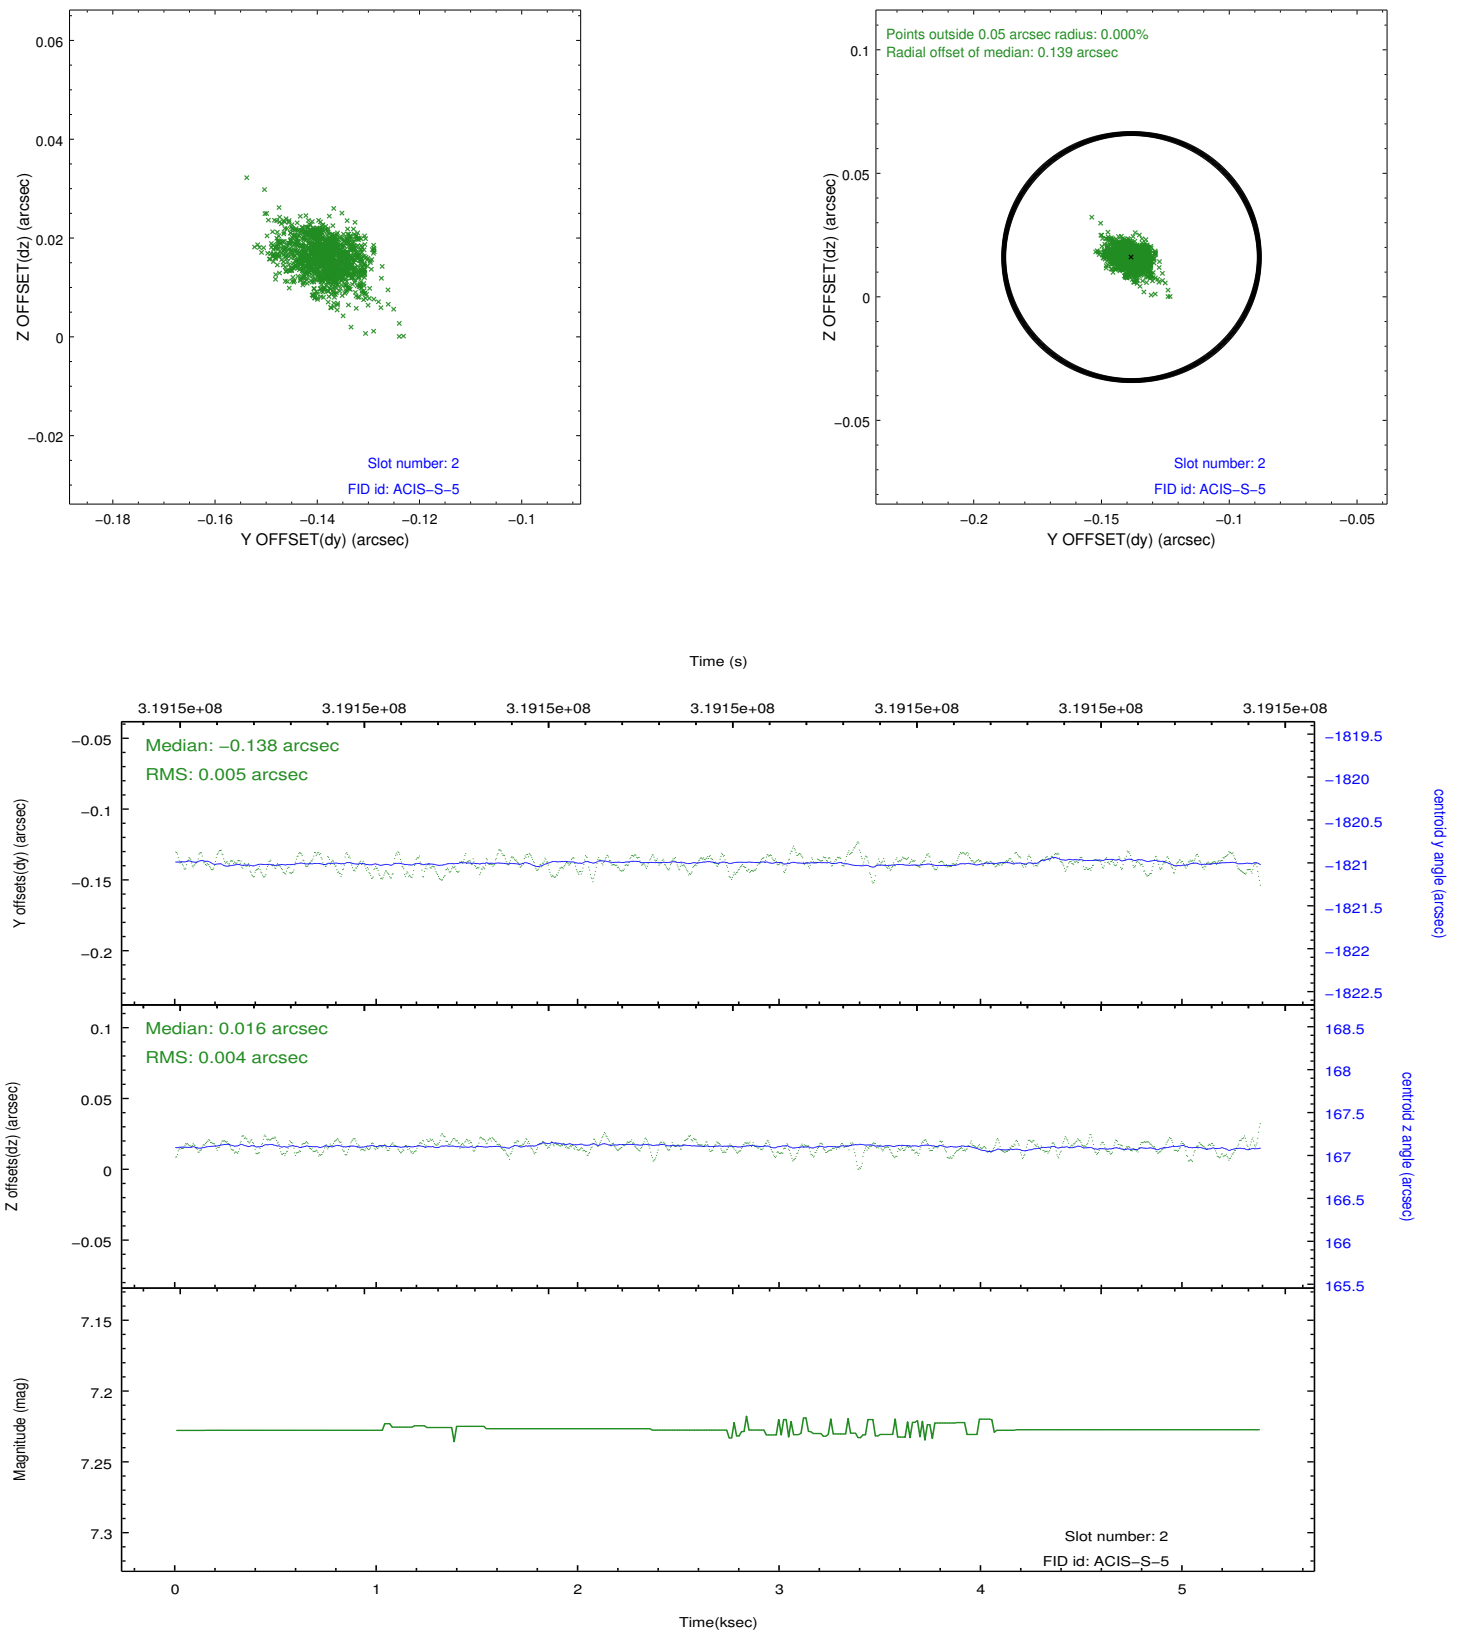 0.06
0.04
0.02
0
−0.02
Z OFFSET(dz) (arcsec)
Slot number: 2
FID id: ACIS−S−5
−0.18 −0.16 −0.14 −0.12 −0.1
Y OFFSET(dy) (arcsec)
Points outside 0.05 arcsec radius: 0.000%
Radial offset of median: 0.139 arcsec
0.1
0.05
0
−0.05
Z OFFSET(dz) (arcsec)
Slot number: 2
FID id: ACIS−S−5
−0.2 −0.15 −0.1 −0.05
Y OFFSET(dy) (arcsec)
Time (s)
3.1915e+08 3.1915e+08 3.1915e+08 3.1915e+08 3.1915e+08 3.1915e+08 3.1915e+08
Median: −0.138 arcsec
RMS: 0.005 arcsec
−0.05
−0.1
−0.15
−0.2
Y offsets(dy) (arcsec)
−1819.5
−1820
−1820.5
−1821
−1821.5
−1822
−1822.5
centroid y angle (arcsec)
Median: 0.016 arcsec
RMS: 0.004 arcsec
0.1
0.05
0
−0.05
Z offsets(dz) (arcsec)
168.5
168
167.5
167
166.5
166
165.5
centroid z angle (arcsec)
7.15
7.2
7.25
7.3
Magnitude (mag)
Slot number: 2
FID id: ACIS−S−5
0 1 2 3 4 5
Time(ksec)